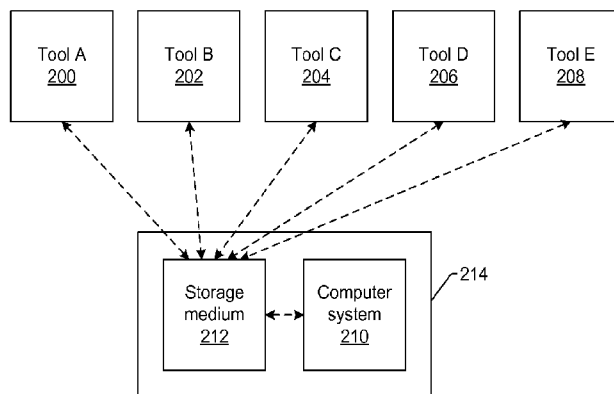 Tool A
200
Tool B
202
Tool C
204
Tool D
206
Tool E
208
214
Storage
medium
212
Computer
system
210